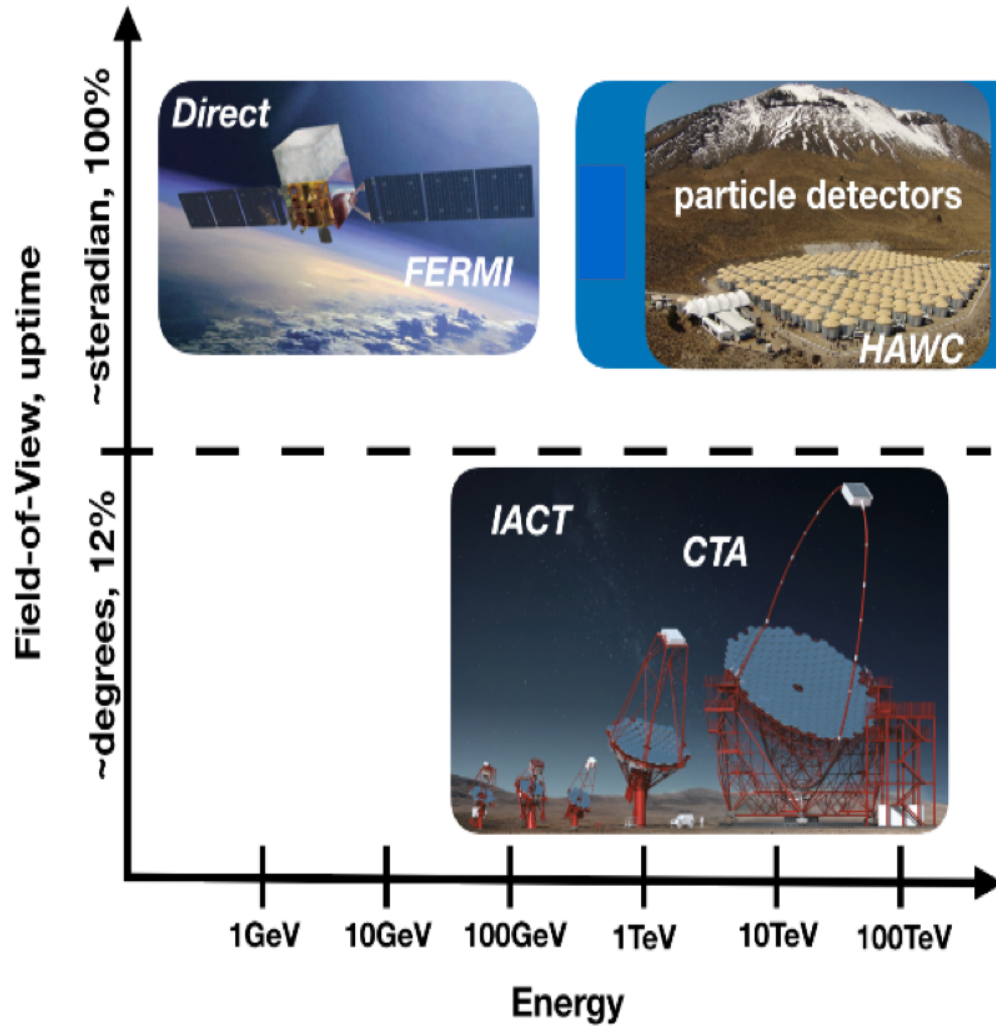 Field-of-View, uptime
~steradian, 100%
~degrees, 12%
Direct
FERMI
particle detectors
HAWC
IACT
CTA
1GeV
10GeV
100GeV
1TeV
10TeV
100TeV
Energy